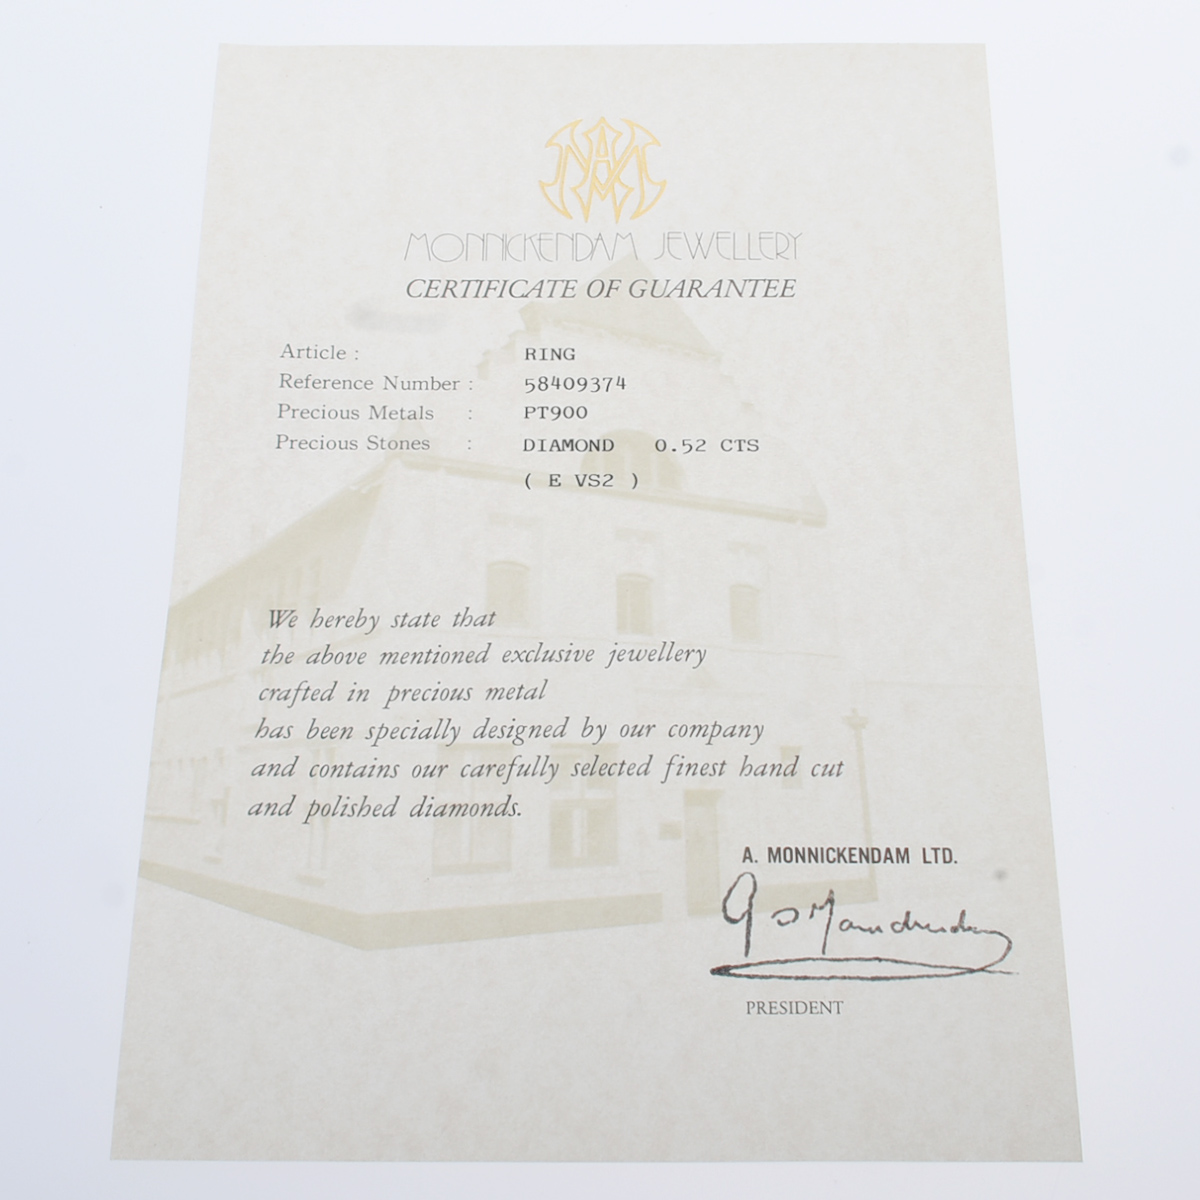 MONNICKENDAM JEWELLERY
CERTIFICATE OF GUARANTEE
Article : RING
Reference Number : 58409374
Precious Metals : PT900
Precious Stones : DIAMOND 0.52 CTS
( E VS2 )
We hereby state that
the above mentioned exclusive jewellery
crafted in precious metal
has been specially designed by our company
and contains our carefully selected finest hand cut
and polished diamonds.
A. MONNICKENDAM LTD.
PRESIDENT